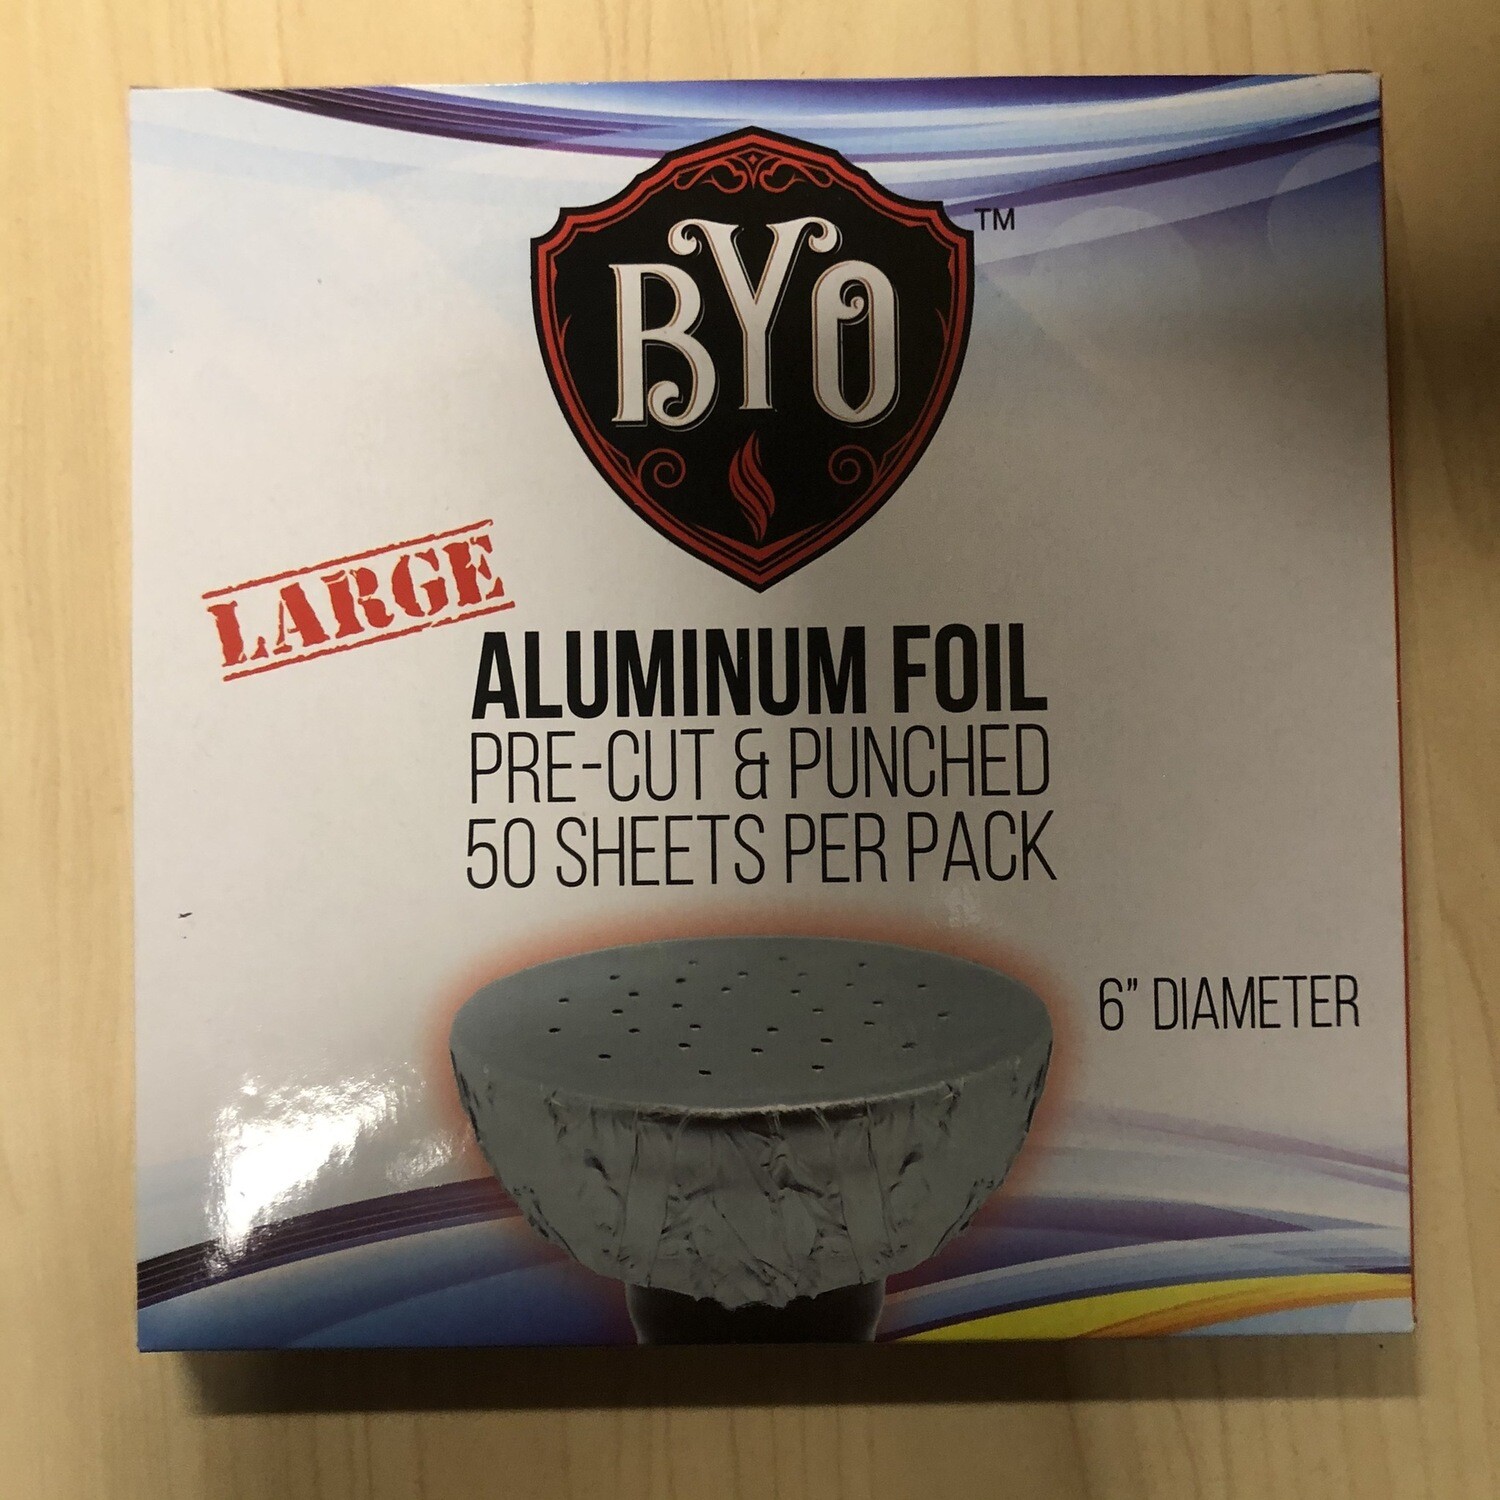 BYO
TM
LARGE
ALUMINUM FOIL
PRE-CUT & PUNCHED
50 SHEETS PER PACK
6” DIAMETER